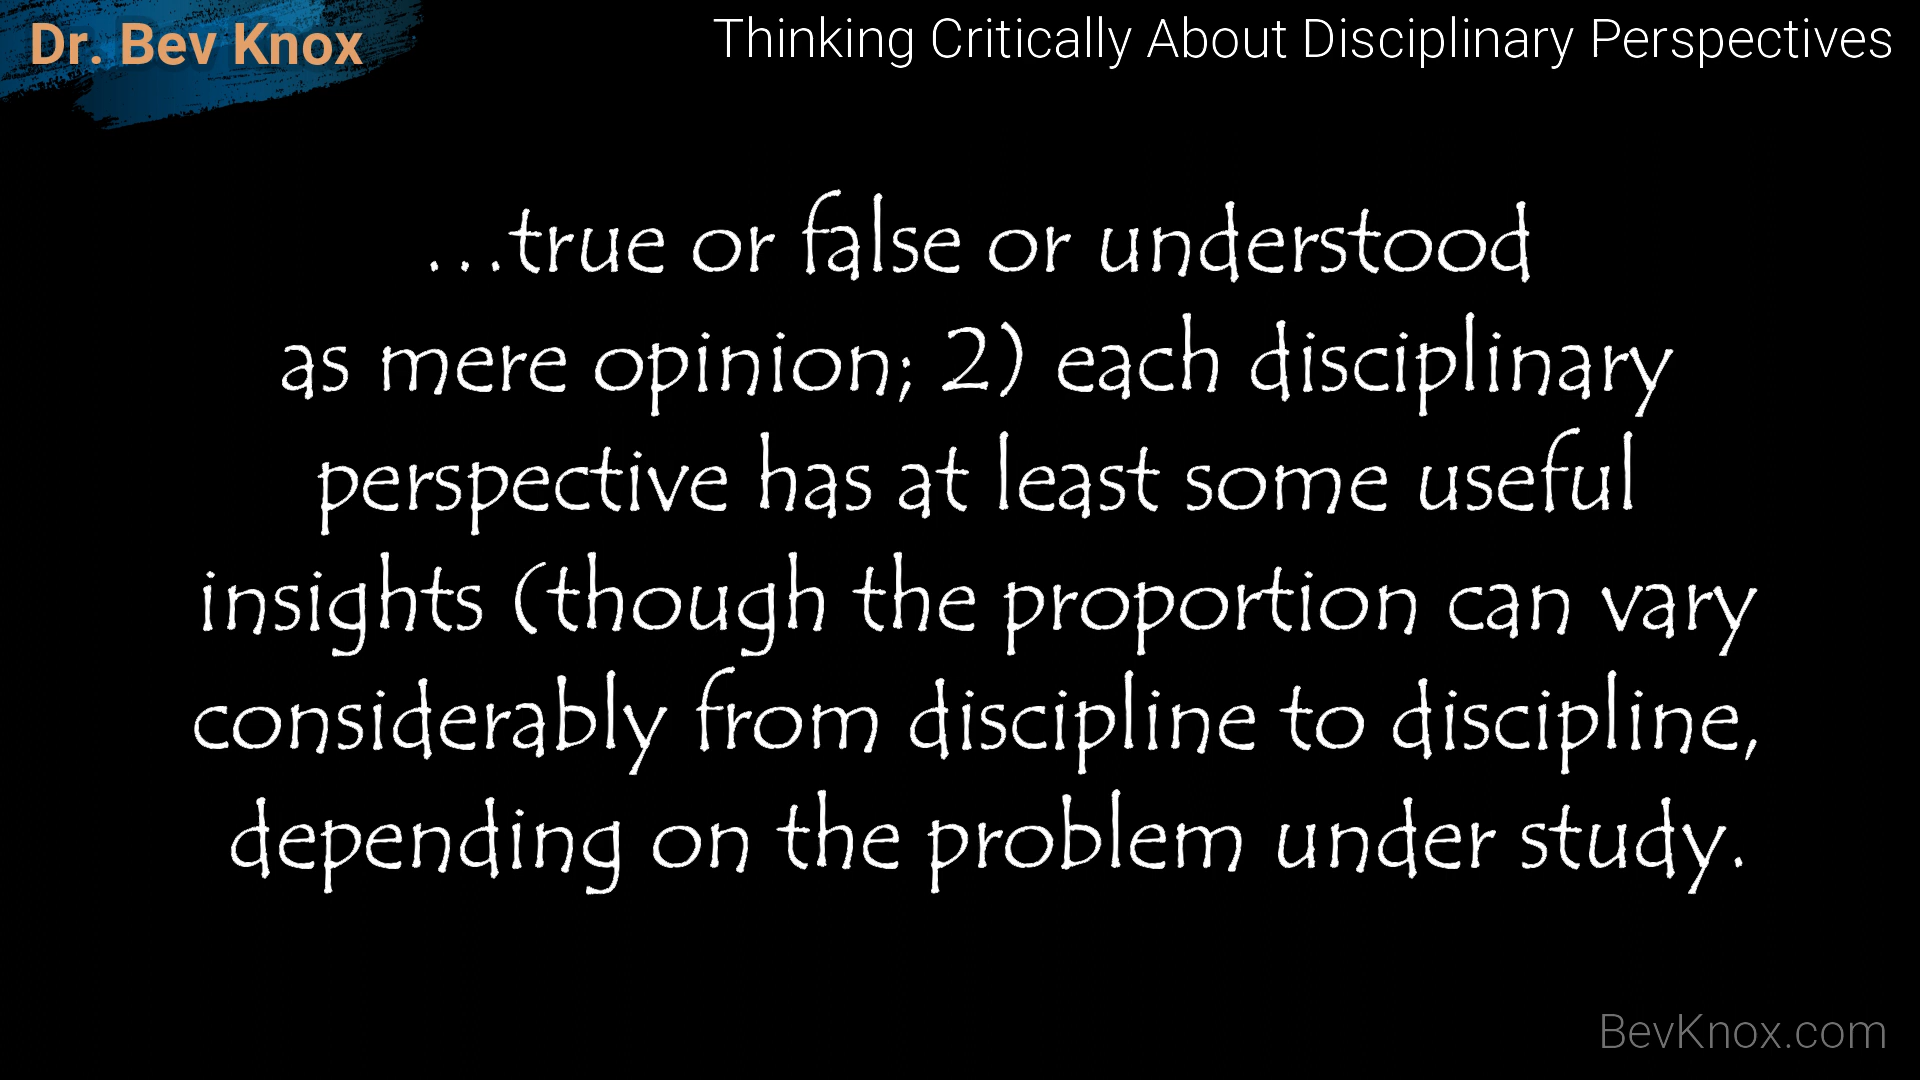 Dr. Bev Knox
Thinking Critically About Disciplinary Perspectives
...true or false or understood
as mere opinion; 2) each disciplinary
perspective has at least some useful
insights (though the proportion can vary
considerably from discipline to discipline,
depending on the problem under study.
BevKnox.com